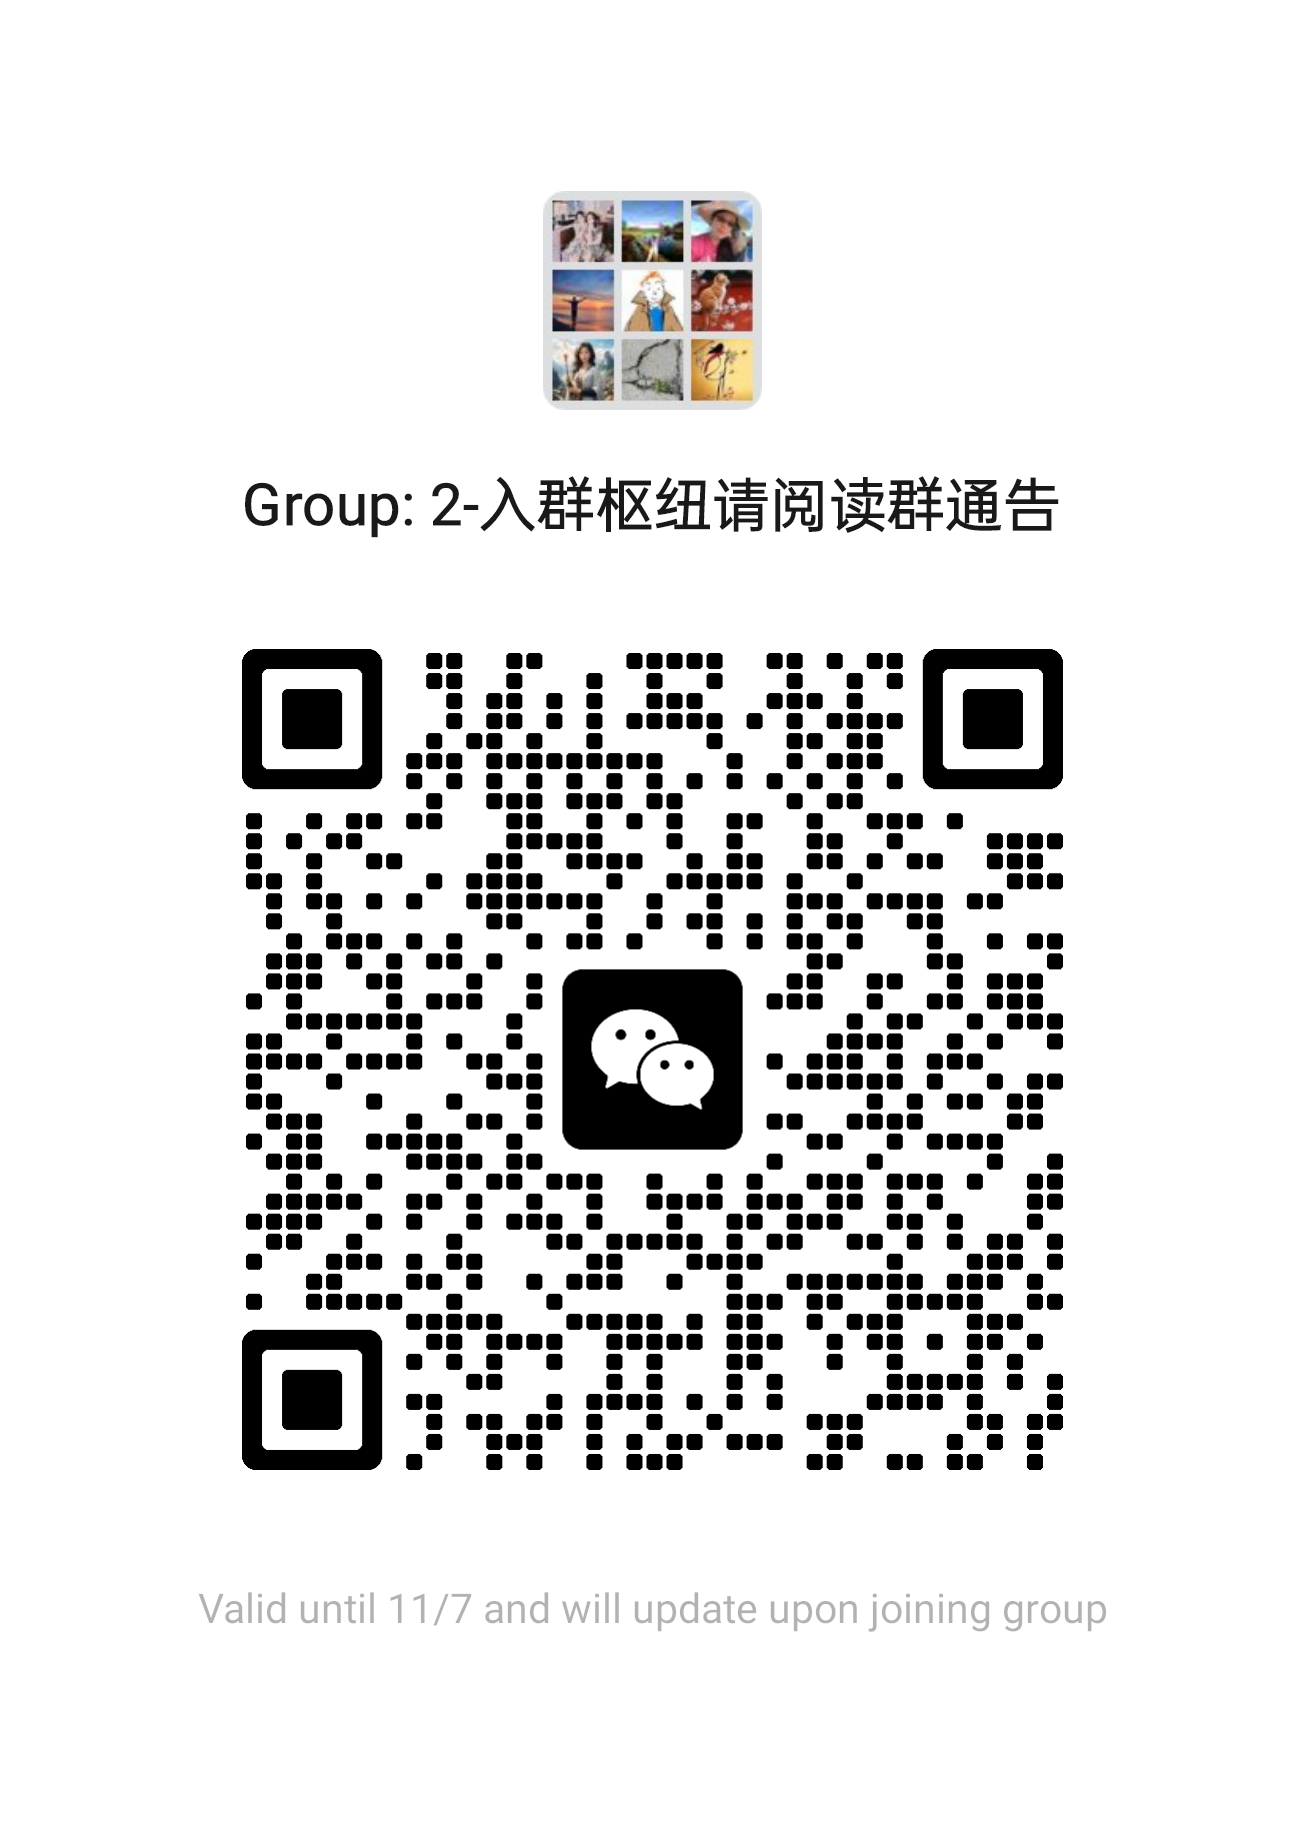 Group: 2-入群枢纽请阅读群通告
Valid until 11/7 and will update upon joining group